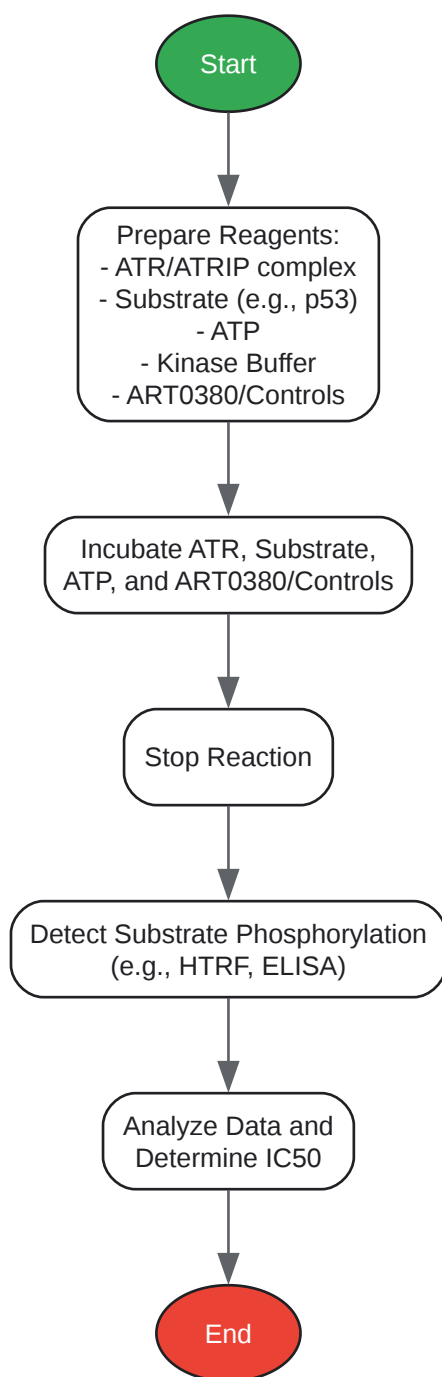 Start
Prepare Reagents:
- ATR/ATRIP complex
- Substrate (e.g., p53)
- ATP
- Kinase Buffer
- ART0380/Controls
Incubate ATR, Substrate,
ATP, and ART0380/Controls
Stop Reaction
Detect Substrate Phosphorylation
(e.g., HTRF, ELISA)
Analyze Data and
Determine IC50
End